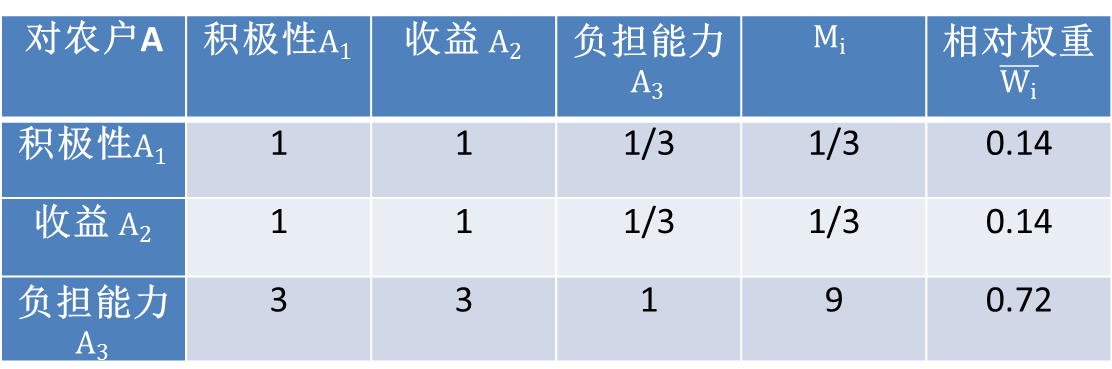 对农户A 积极性A₁ 收益 A₂ 负担能力 Mᵢ 相对权重
A₃ W̅ᵢ
积极性A₁ 1 1 1/3 1/3 0.14
收益 A₂ 1 1 1/3 1/3 0.14
负担能力 3 3 1 9 0.72
A₃